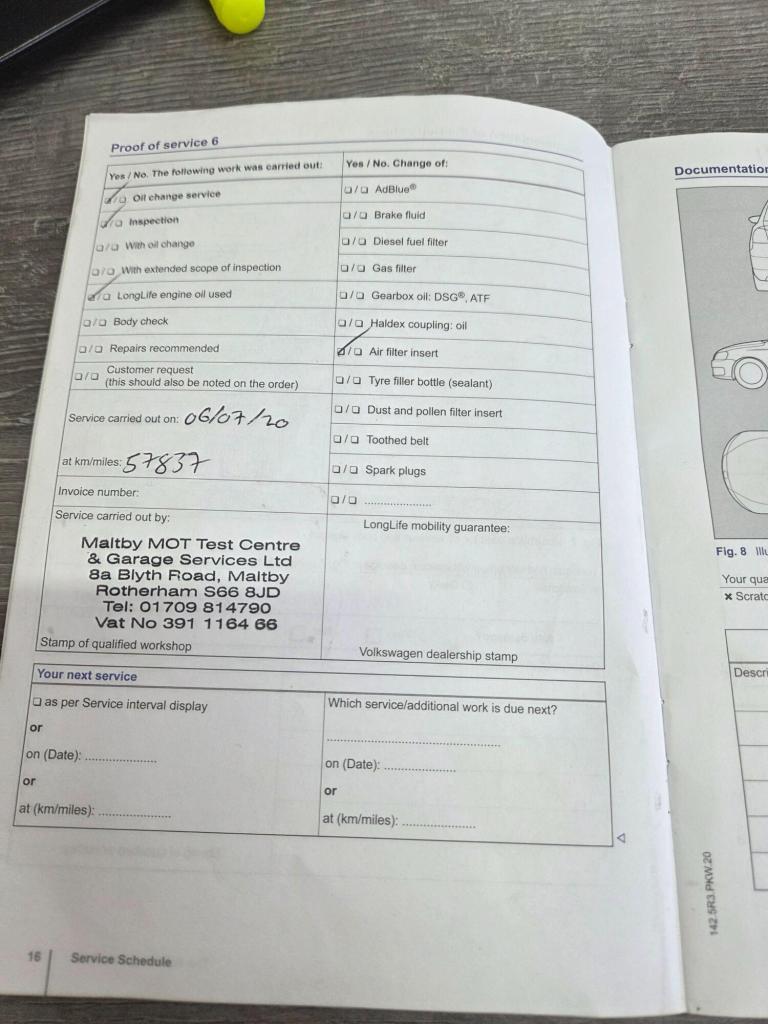 Proof of service 6
Yes / No. The following work was carried out:
☑/☐ Oil change service
☑/☐ Inspection
☐/☐ With oil change
☐/☐ With extended scope of inspection
☑/☐ LongLife engine oil used
☐/☐ Body check
☐/☐ Repairs recommended
☐/☐ Customer request
(this should also be noted on the order)
Service carried out on: 06/07/20
at km/miles: 57837
Invoice number:
Service carried out by:
Maltby MOT Test Centre
& Garage Services Ltd
8a Blyth Road, Maltby
Rotherham S66 8JD
Tel: 01709 814790
Vat No 391 1164 66
Stamp of qualified workshop
Yes / No. Change of:
☐/☐ AdBlue®
☐/☐ Brake fluid
☐/☐ Diesel fuel filter
☐/☐ Gas filter
☐/☐ Gearbox oil: DSG®, ATF
☐/☐ Haldex coupling: oil
☑/☐ Air filter insert
☐/☐ Tyre filler bottle (sealant)
☐/☐ Dust and pollen filter insert
☐/☐ Toothed belt
☐/☐ Spark plugs
☐/☐ ....................
LongLife mobility guarantee:
Volkswagen dealership stamp
Your next service
☐ as per Service interval display
or
on (Date): ....................
or
at (km/miles): ....................
Which service/additional work is due next?
..................................................
on (Date): ....................
or
at (km/miles): ....................
16 Service Schedule
Documentation
Fig. 8 Illu
Your qua
× Scratc
Descri
142.5R3.PKW.20